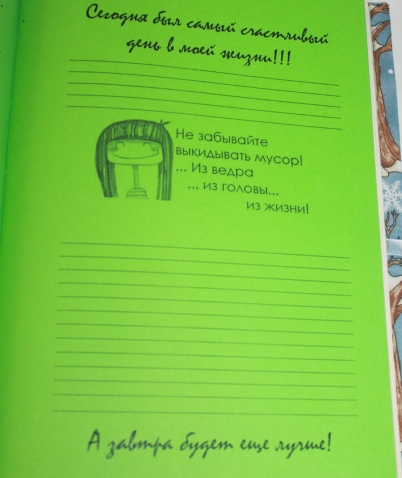 Сегодня был самый счастливый
день в моей жизни!!!
Не забывайте
выкидывать мусор!
... Из ведра
... из головы...
из жизни!
А завтра будет еще лучше!